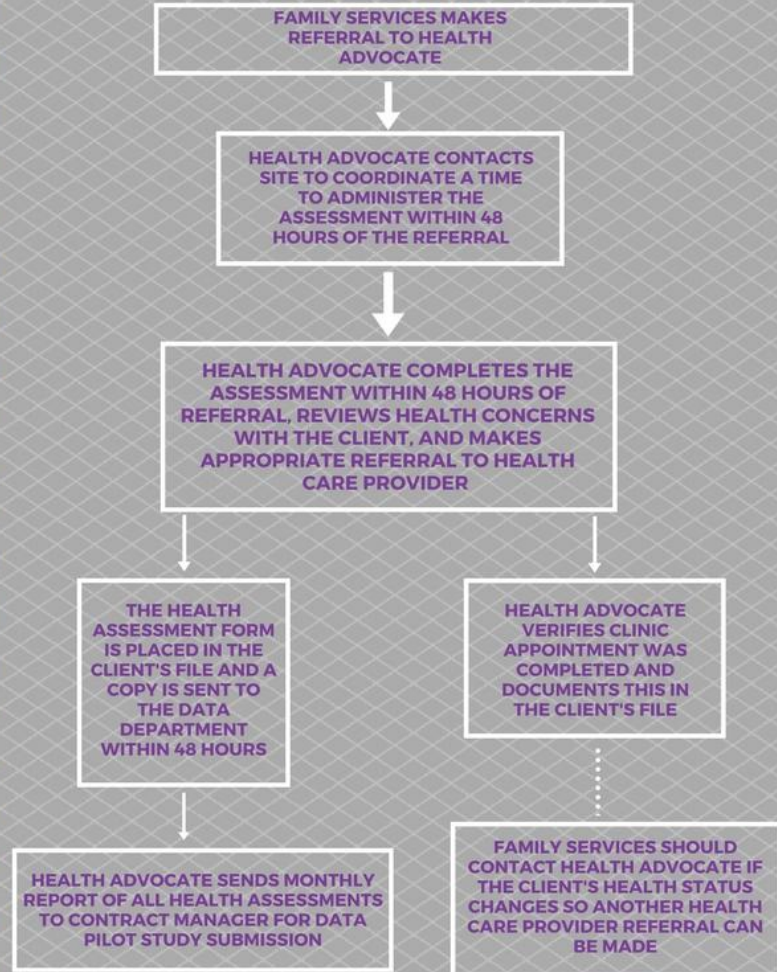 FAMILY SERVICES MAKES
REFERRAL TO HEALTH
ADVOCATE
HEALTH ADVOCATE CONTACTS
SITE TO COORDINATE A TIME
TO ADMINISTER THE
ASSESSMENT WITHIN 48
HOURS OF THE REFERRAL
HEALTH ADVOCATE COMPLETES THE
ASSESSMENT WITHIN 48 HOURS OF
REFERRAL, REVIEWS HEALTH CONCERNS
WITH THE CLIENT, AND MAKES
APPROPRIATE REFERRAL TO HEALTH
CARE PROVIDER
THE HEALTH
ASSESSMENT FORM
IS PLACED IN THE
CLIENT'S FILE AND A
COPY IS SENT TO
THE DATA
DEPARTMENT
WITHIN 48 HOURS
HEALTH ADVOCATE
VERIFIES CLINIC
APPOINTMENT WAS
COMPLETED AND
DOCUMENTS THIS IN
THE CLIENT'S FILE
HEALTH ADVOCATE SENDS MONTHLY
REPORT OF ALL HEALTH ASSESSMENTS
TO CONTRACT MANAGER FOR DATA
PILOT STUDY SUBMISSION
FAMILY SERVICES SHOULD
CONTACT HEALTH ADVOCATE IF
THE CLIENT'S HEALTH STATUS
CHANGES SO ANOTHER HEALTH
CARE PROVIDER REFERRAL CAN
BE MADE